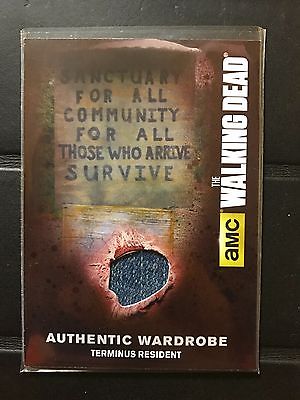 SANCTUARY
FOR ALL
COMMUNITY
FOR ALL
THOSE WHO ARRIVE
SURVIVE
AMC
THE
WALKING DEAD
AUTHENTIC WARDROBE
TERMINUS RESIDENT